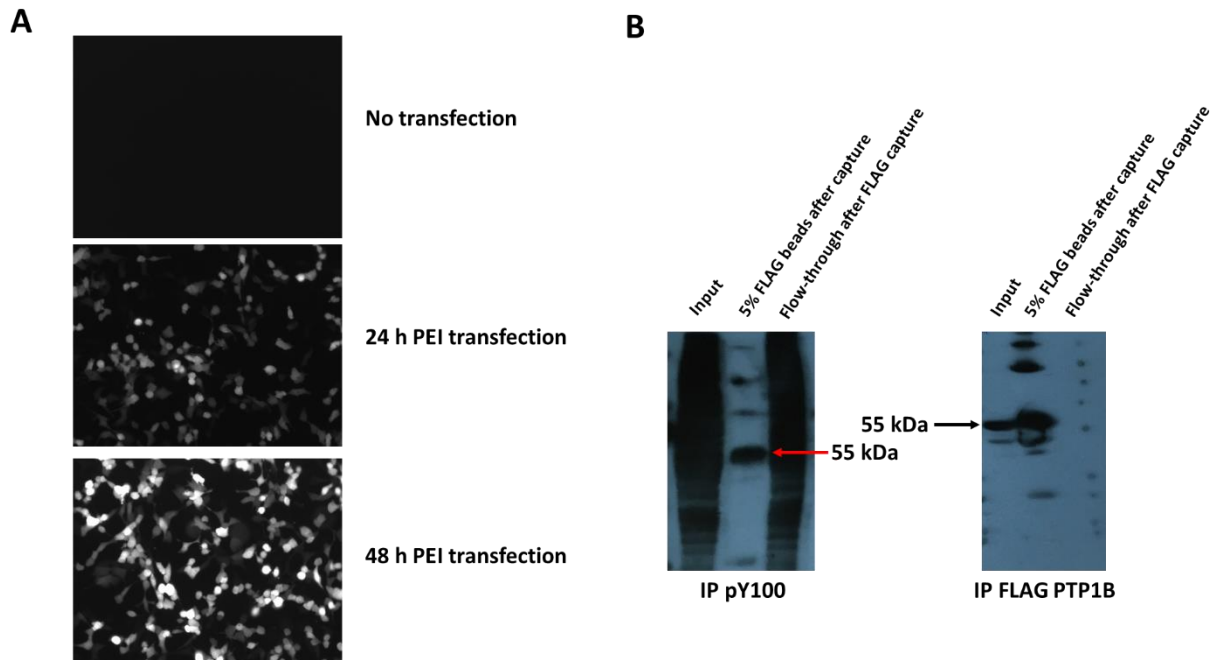 A
No transfection
24 h PEI transfection
48 h PEI transfection
B
Input
5% FLAG beads after capture
Flow-through after FLAG capture
55 kDa
IP pY100
Input
5% FLAG beads after capture
Flow-through after FLAG capture
55 kDa
IP FLAG PTP1B